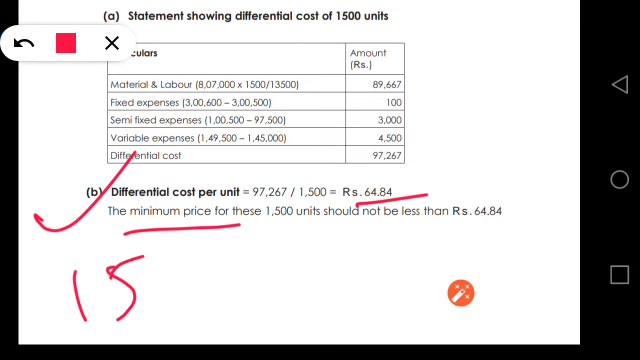 (a) Statement showing differential cost of 1500 units
culars Amount (Rs.)
Material & Labour (8,07,000 x 1500/13500) 89,667
Fixed expenses (3,00,600 – 3,00,500) 100
Semi fixed expenses (1,00,500 – 97,500) 3,000
Variable expenses (1,49,500 – 1,45,000) 4,500
Differential cost 97,267
(b) Differential cost per unit = 97,267 / 1,500 = Rs.64.84
The minimum price for these 1,500 units should not be less than Rs.64.84
15